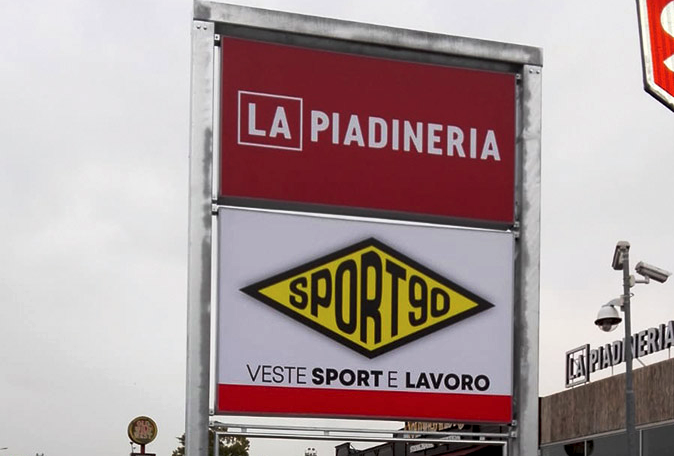 LA PIADINERIA
SPORT90
VESTE SPORT E LAVORO
LA PIADINERIA